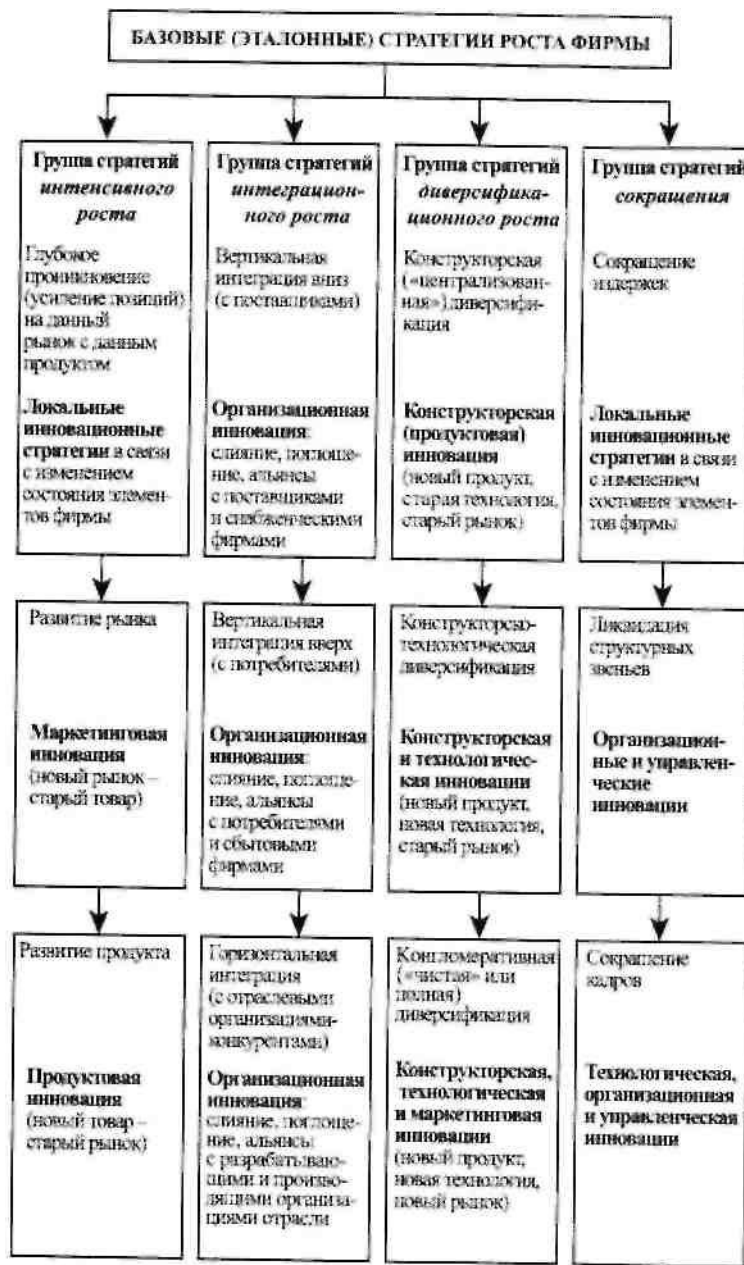 БАЗОВЫЕ (ЭТАЛОННЫЕ) СТРАТЕГИИ РОСТА ФИРМЫ
Группа стратегий
интенсивного
роста
Глубокое
проникновение
(усиление позиций)
на данный
рынок с данным
продуктом
Локальные
инновационные
стратегии в связи
с изменением
состояния элемен-
тов фирмы
Группа стратегий
интеграцион-
ного роста
Вертикальная
интеграция вниз
(с поставщиками)
Организационная
инновация:
слияние, поглоще-
ние, альянсы
с поставщиками
и снабженческими
фирмами
Группа стратегий
диверсифика-
ционного роста
Конструкторская
(«централизован-
ная») диверсифи-
кация
Конструкторская
(продуктовая)
инновация
(новый продукт,
старая технология,
старый рынок)
Группа стратегий
сокращения
Сокращение
издержек
Локальные
инновационные
стратегии в связи
с изменением
состояния элемен-
тов фирмы
Развитие рынка
Маркетинговая
инновация
(новый рынок –
старый товар)
Вертикальная
интеграция вверх
(с потребителями)
Организационная
инновация:
слияние, поглоще-
ние, альянсы
с потребителями
и сбытовыми
фирмами
Конструкторско-
технологическая
диверсификация
Конструкторская
и технологичес-
кая инновации
(новый продукт,
новая технология,
старый рынок)
Ликвидация
структурных
звеньев
Организацион-
ные и управлен-
ческие
инновации
Развитие продукта
Продуктовая
инновация
(новый товар –
старый рынок)
Горизонтальная
интеграция
(с отраслевыми
организациями-
конкурентами)
Организационная
инновация:
слияние, поглоще-
ние, альянсы
с разрабатываю-
щими и произво-
дящими организа-
циями отрасли
Конгломеративная
(«чистая» или
полная)
диверсификация
Конструкторская,
технологическая
и маркетинговая
инновации
(новый продукт,
новая технология,
новый рынок)
Сокращение
кадров
Технологическая,
организационная
и управленческая
инновации